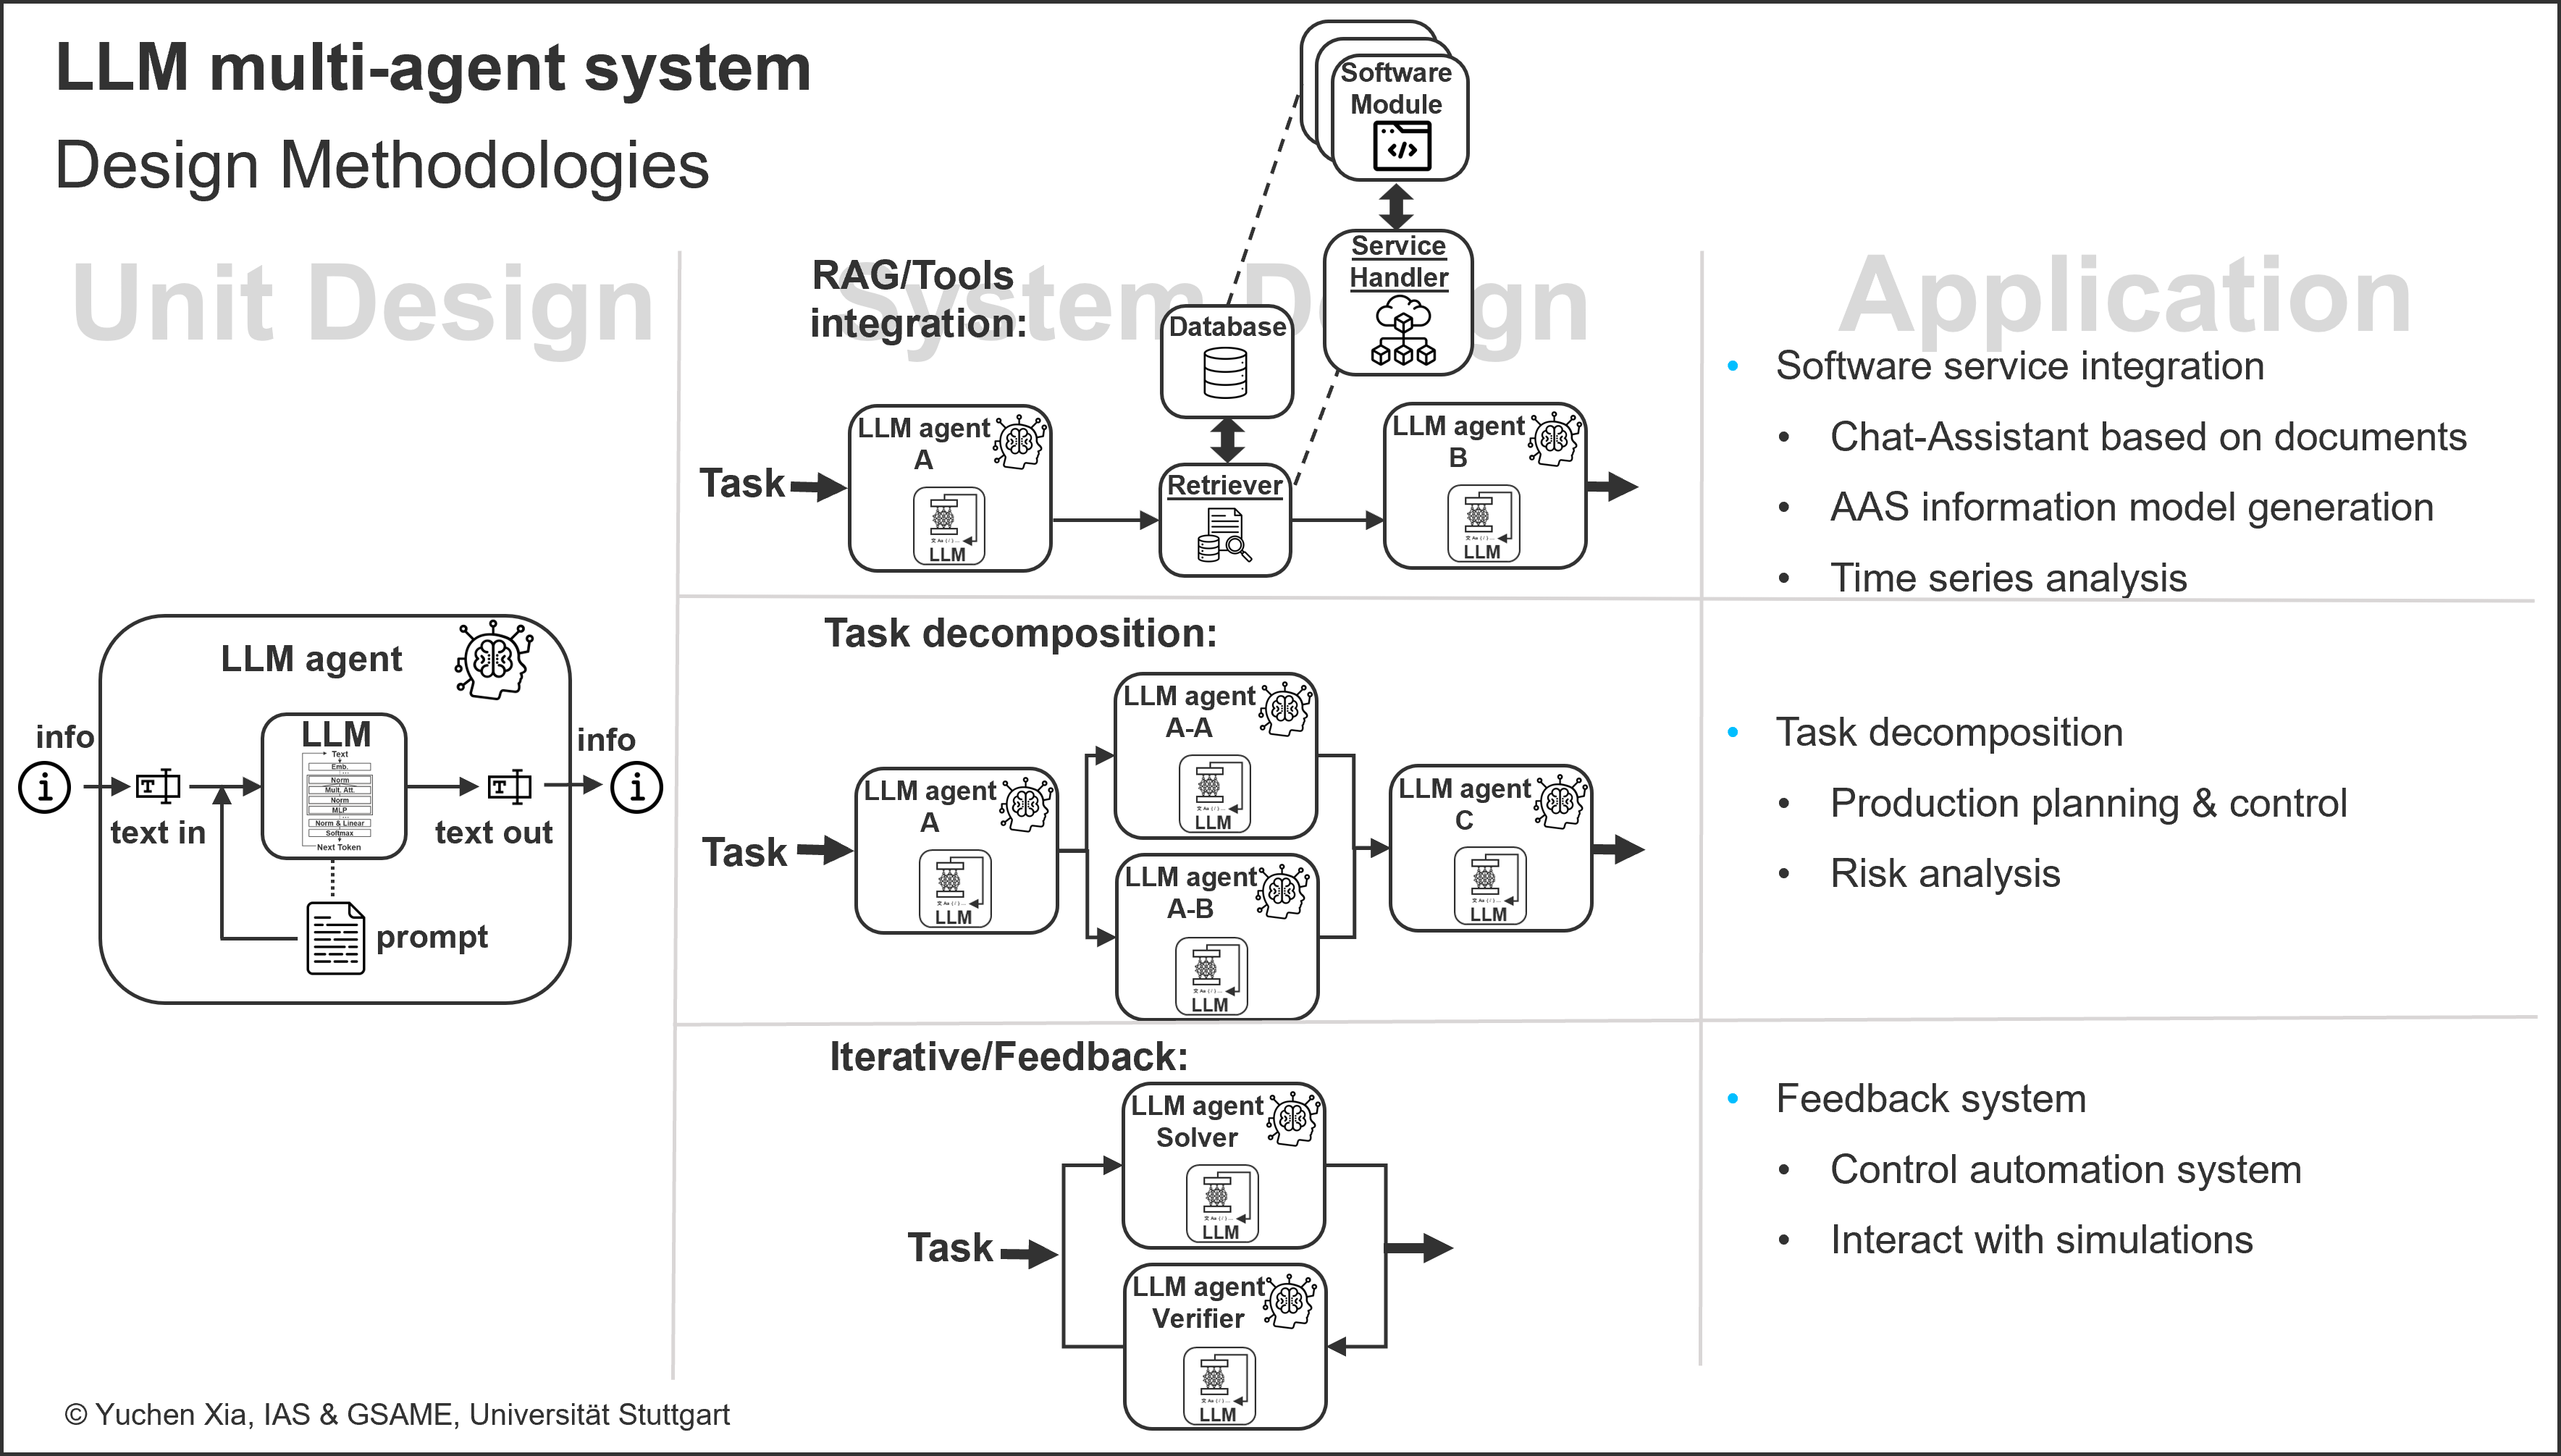 LLM multi-agent system
Design Methodologies
Unit Design
System Design
Application
info
LLM agent
LLM
Text
Emb.
Norm
Mult. Att.
Norm
MLP
Norm & Linear
Softmax
Next Token
text in
text out
info
prompt
RAG/Tools
integration:
Software
Module
Service
Handler
Database
Task
LLM agent
A
LLM
Retriever
LLM agent
B
LLM
Task decomposition:
Task
LLM agent
A
LLM
LLM agent
A-A
LLM
LLM agent
A-B
LLM
LLM agent
C
LLM
Iterative/Feedback:
Task
LLM agent
Solver
LLM
LLM agent
Verifier
LLM
• Software service integration
• Chat-Assistant based on documents
• AAS information model generation
• Time series analysis
• Task decomposition
• Production planning & control
• Risk analysis
• Feedback system
• Control automation system
• Interact with simulations
© Yuchen Xia, IAS & GSAME, Universität Stuttgart